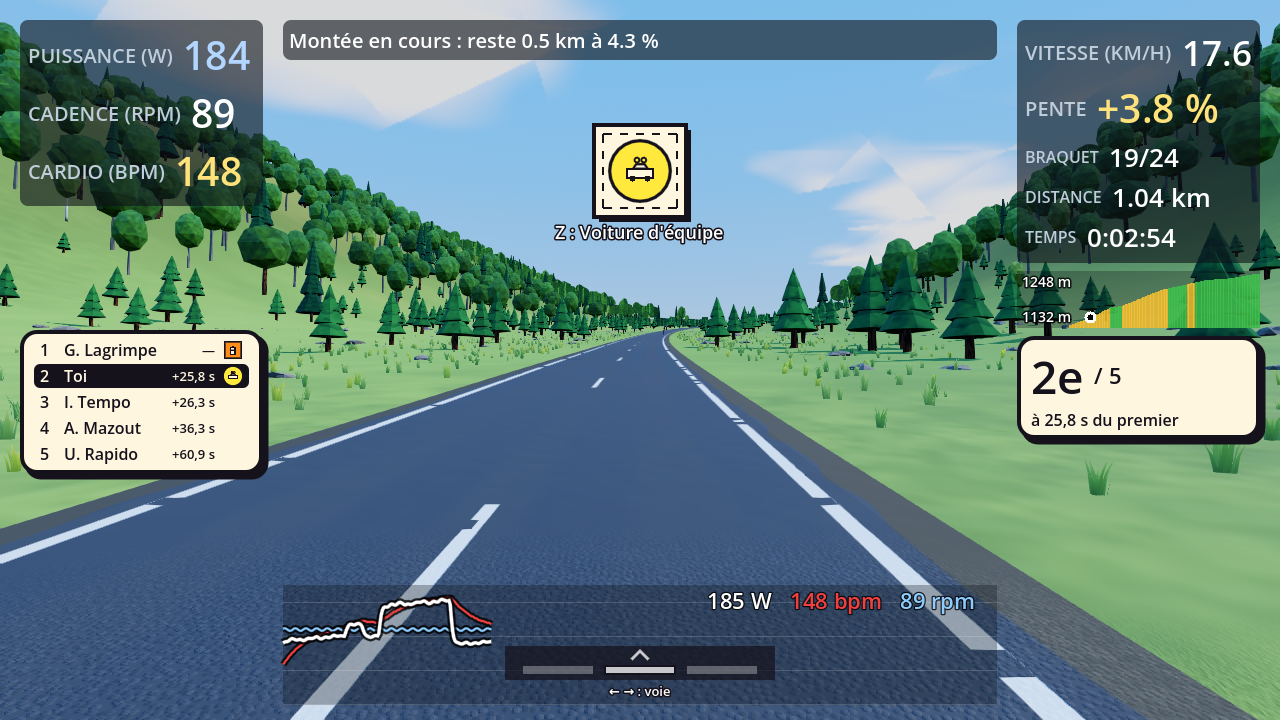 PUISSANCE (W) 184
CADENCE (RPM) 89
CARDIO (BPM) 148
Montée en cours : reste 0.5 km à 4.3 %
VITESSE (KM/H) 17.6
PENTE +3.8 %
BRAQUET 19/24
DISTANCE 1.04 km
TEMPS 0:02:54
1248 m
1132 m
Z : Voiture d'équipe
1 G. Lagrimpe —
2 Toi +25,8 s
3 I. Tempo +26,3 s
4 A. Mazout +36,3 s
5 U. Rapido +60,9 s
2e / 5
à 25,8 s du premier
185 W 148 bpm 89 rpm
← → : voie